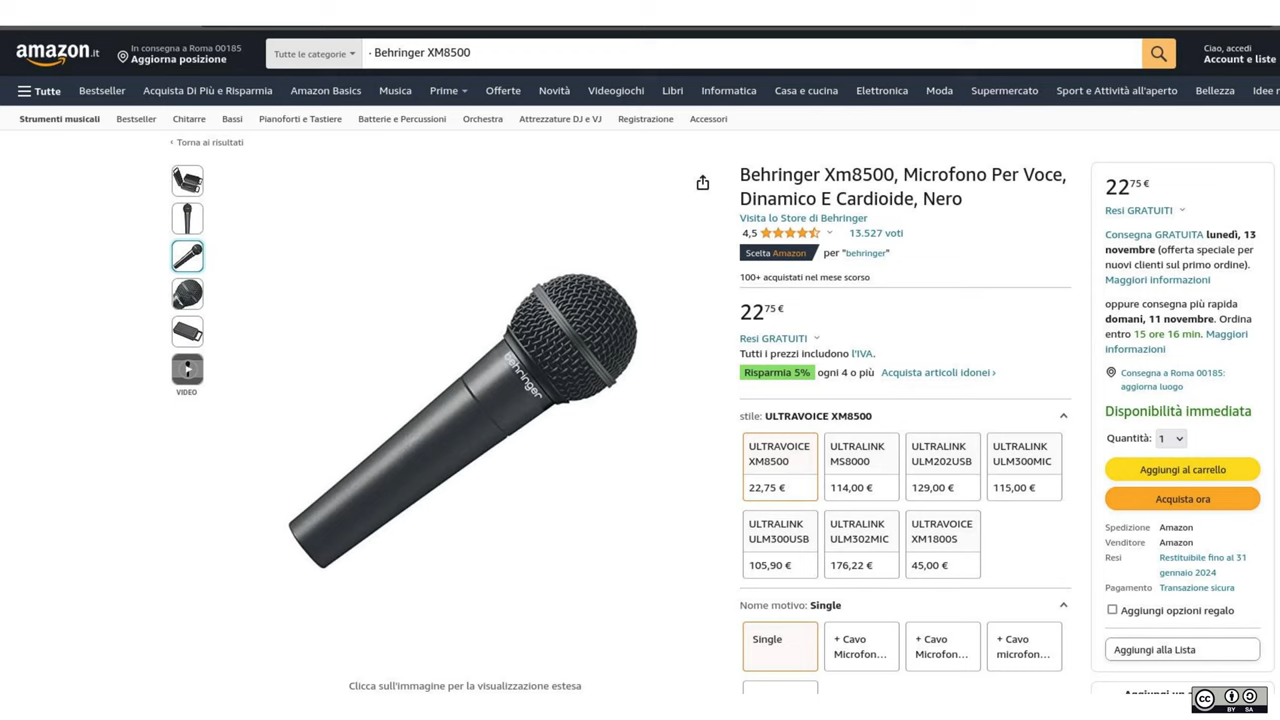 amazon.it
In consegna a Roma 00185
Aggiorna posizione
Tutte le categorie
· Behringer XM8500
Ciao, accedi
Account e liste
Tutte
Bestseller
Acquista Di Più e Risparmia
Amazon Basics
Musica
Prime
Offerte
Novità
Videogiochi
Libri
Informatica
Casa e cucina
Elettronica
Moda
Supermercato
Sport e Attività all'aperto
Bellezza
Idee
Strumenti musicali
Bestseller
Chitarre
Bassi
Pianoforti e Tastiere
Batterie e Percussioni
Orchestra
Attrezzature DJ e VJ
Registrazione
Accessori
‹ Torna ai risultati
VIDEO
behringer
Clicca sull'immagine per la visualizzazione estesa
Behringer Xm8500, Microfono Per Voce,
Dinamico E Cardioide, Nero
Visita lo Store di Behringer
4,5
13.527 voti
Scelta Amazon per "behringer"
100+ acquistati nel mese scorso
22 75 €
Resi GRATUITI
Tutti i prezzi includono l'IVA.
Risparmia 5% ogni 4 o più Acquista articoli idonei ›
stile: ULTRAVOICE XM8500
ULTRAVOICE
XM8500
22,75 €
ULTRALINK
MS8000
114,00 €
ULTRALINK
ULM202USB
129,00 €
ULTRALINK
ULM300MIC
115,00 €
ULTRALINK
ULM300USB
105,90 €
ULTRALINK
ULM302MIC
176,22 €
ULTRAVOICE
XM1800S
45,00 €
Nome motivo: Single
Single
+ Cavo
Microfon...
+ Cavo
Microfon...
+ Cavo
microfon...
22 75 €
Resi GRATUITI
Consegna GRATUITA lunedì, 13
novembre (offerta speciale per
nuovi clienti sul primo ordine).
Maggiori informazioni
oppure consegna più rapida
domani, 11 novembre. Ordina
entro 15 ore 16 min. Maggiori
informazioni
Consegna a Roma 00185:
aggiorna luogo
Disponibilità immediata
Quantità: 1
Aggiungi al carrello
Acquista ora
Spedizione Amazon
Venditore Amazon
Resi Restituibile fino al 31
gennaio 2024
Pagamento Transazione sicura
Aggiungi opzioni regalo
Aggiungi alla Lista
cc BY SA